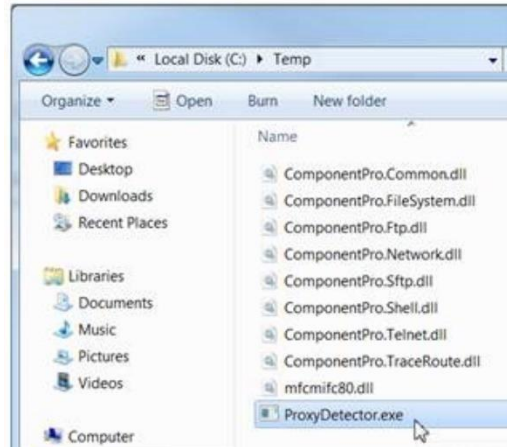 « Local Disk (C:) ▸ Temp
Organize Open Burn New folder
Favorites
Desktop
Downloads
Recent Places
Libraries
Documents
Music
Pictures
Videos
Computer
Name
ComponentPro.Common.dll
ComponentPro.FileSystem.dll
ComponentPro.Ftp.dll
ComponentPro.Network.dll
ComponentPro.Sftp.dll
ComponentPro.Shell.dll
ComponentPro.Telnet.dll
ComponentPro.TraceRoute.dll
mfcmifc80.dll
ProxyDetector.exe